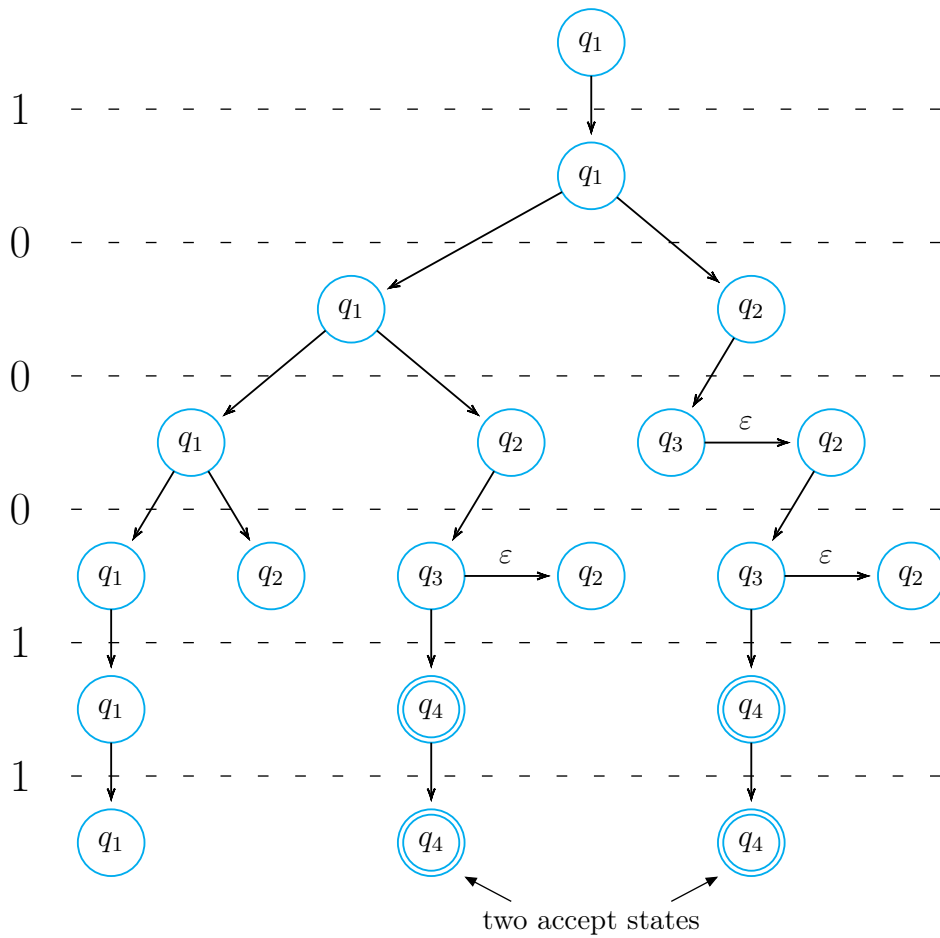 q₁
1
q₁
0
q₁ q₂
0
q₁ q₂ q₃ ε q₂
0
q₁ q₂ q₃ ε q₂ q₃ ε q₂
1
q₁ q₄ q₄
1
q₁ q₄ q₄
two accept states